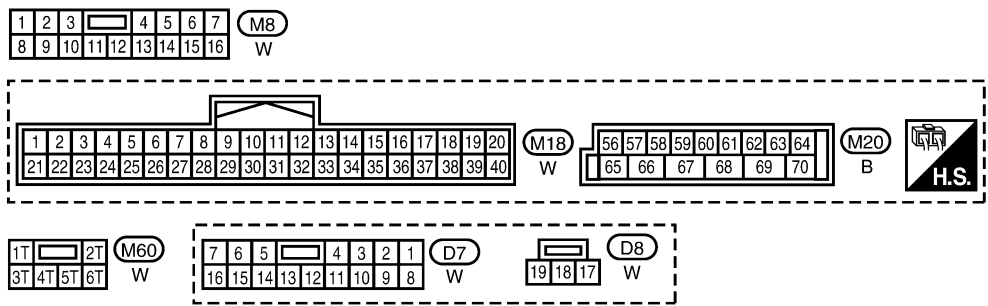 1 2 3 4 5 6 7 M8
8 9 10 11 12 13 14 15 16 W
1 2 3 4 5 6 7 8 9 10 11 12 13 14 15 16 17 18 19 20 M18
21 22 23 24 25 26 27 28 29 30 31 32 33 34 35 36 37 38 39 40 W
56 57 58 59 60 61 62 63 64 M20
65 66 67 68 69 70 B
H.S.
1T 2T M60
3T 4T 5T 6T W
7 6 5 4 3 2 1 D7
16 15 14 13 12 11 10 9 8 W
D8
19 18 17 W